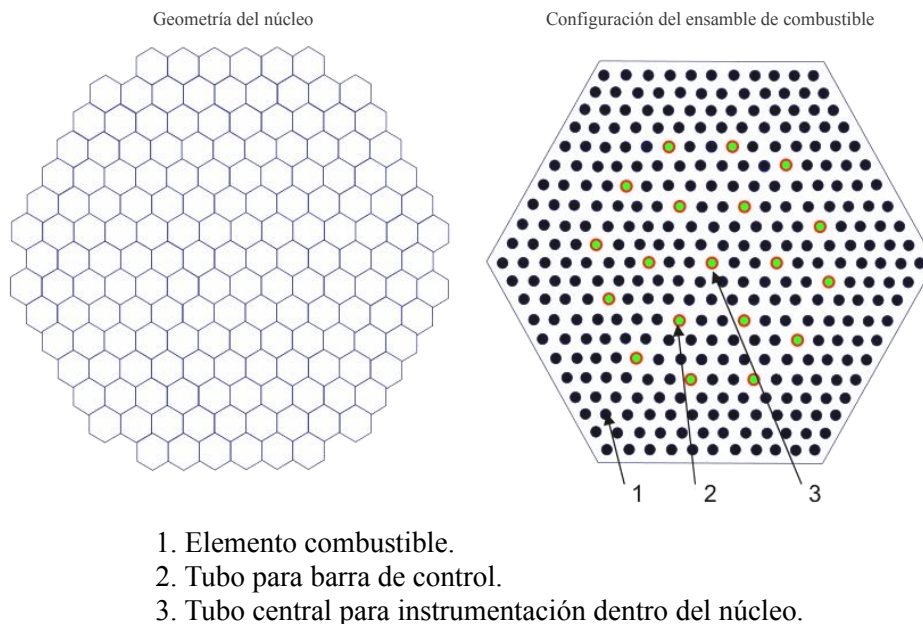 Geometría del núcleo
Configuración del ensamble de combustible
1
2
3
1. Elemento combustible.
2. Tubo para barra de control.
3. Tubo central para instrumentación dentro del núcleo.